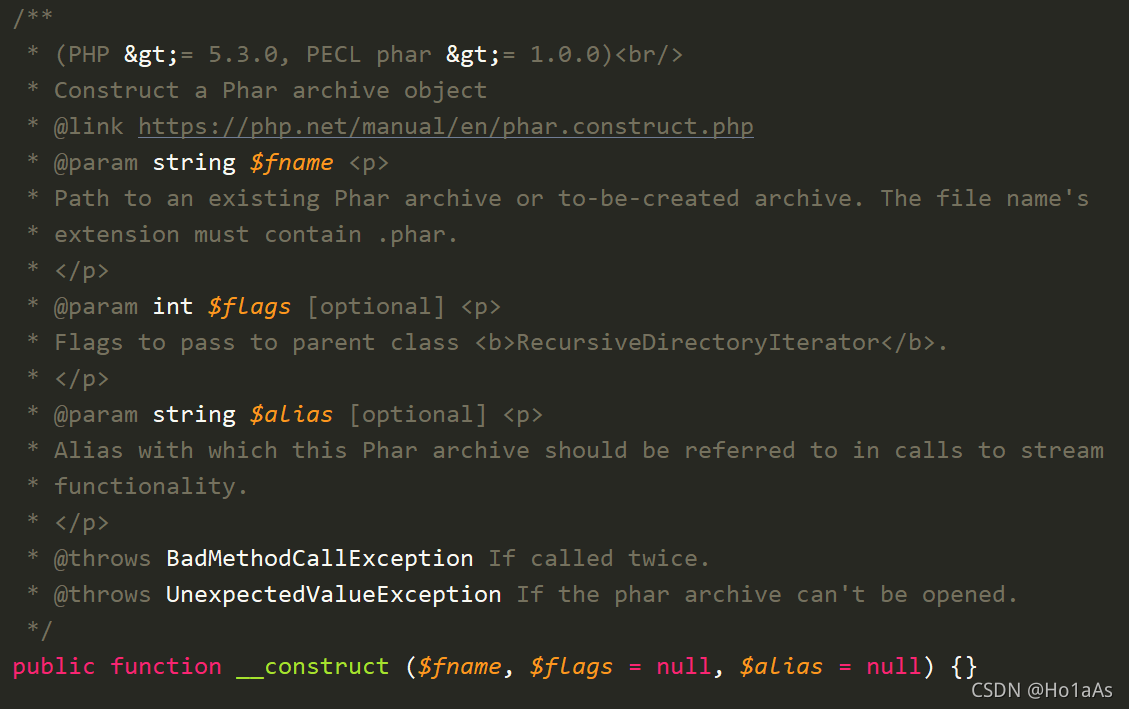 /**
 * (PHP &gt;= 5.3.0, PECL phar &gt;= 1.0.0)<br/>
 * Construct a Phar archive object
 * @link https://php.net/manual/en/phar.construct.php
 * @param string $fname <p>
 * Path to an existing Phar archive or to-be-created archive. The file name's
 * extension must contain .phar.
 * </p>
 * @param int $flags [optional] <p>
 * Flags to pass to parent class <b>RecursiveDirectoryIterator</b>.
 * </p>
 * @param string $alias [optional] <p>
 * Alias with which this Phar archive should be referred to in calls to stream
 * functionality.
 * </p>
 * @throws BadMethodCallException If called twice.
 * @throws UnexpectedValueException If the phar archive can't be opened.
 */
public function __construct ($fname, $flags = null, $alias = null) {}
CSDN @Ho1aAs